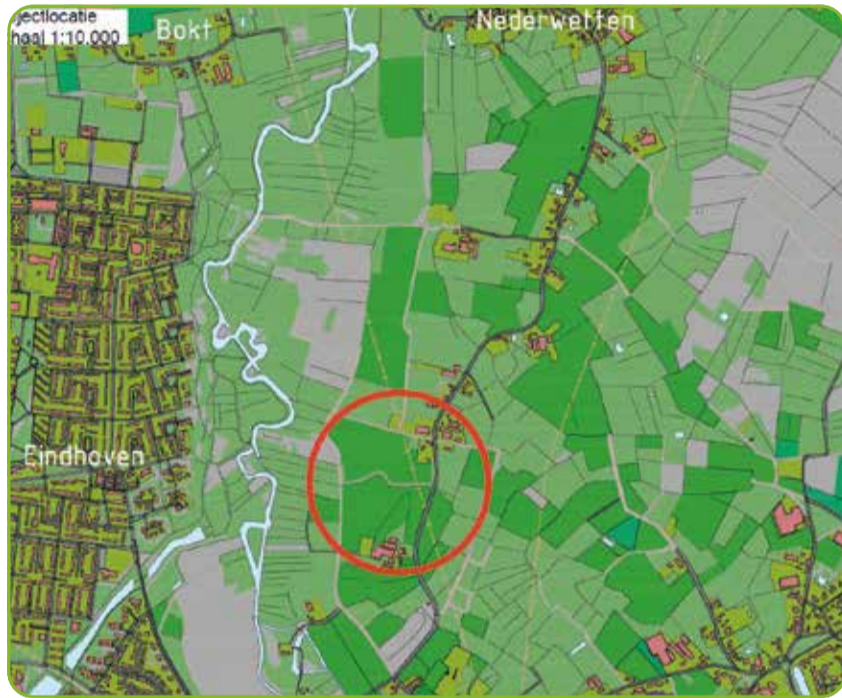 jectlocatie
haal 1:10.000
Bokt
Nederwetten
Eindhoven